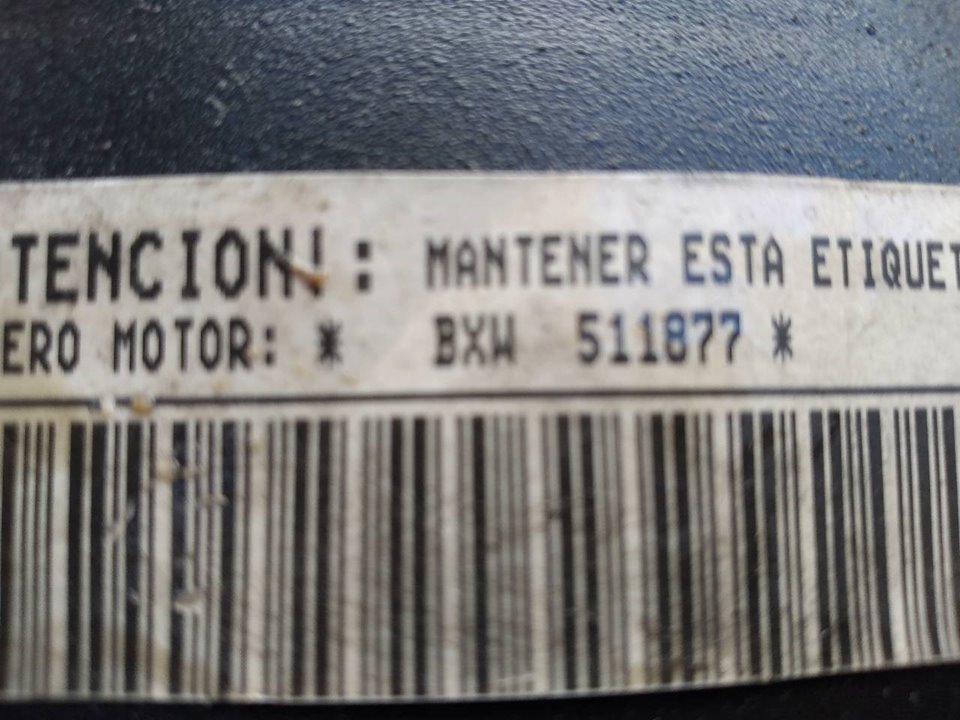 TENCION!: MANTENER ESTA ETIQUET
ERO MOTOR: * BXW 511877 *